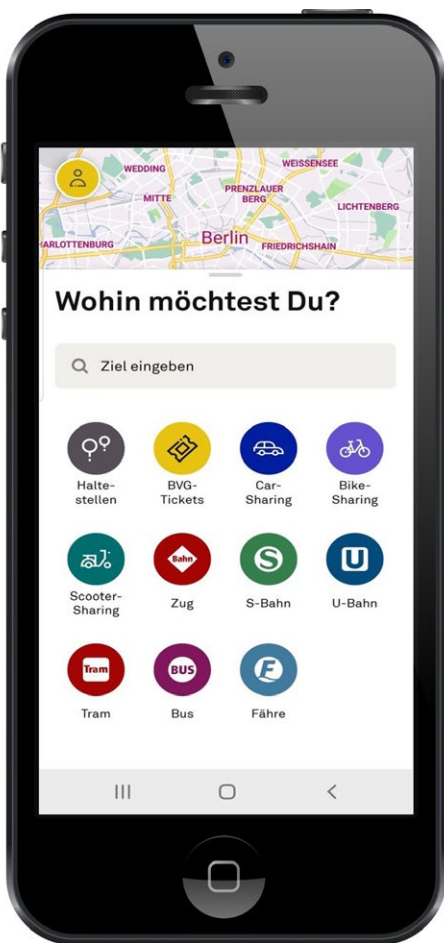 WEISSENSEE
WEDDING
PRENZLAUER
BERG
MITTE
LICHTENBERG
Berlin
ARLOTTENBURG
FRIEDRICHSHAIN
Wohin möchtest Du?
Ziel eingeben
Halte-
stellen
BVG-
Tickets
Car-
Sharing
Bike-
Sharing
Bahn
S
U
Scooter-
Sharing
Zug
S-Bahn
U-Bahn
Tram
BUS
F
Tram
Bus
Fähre